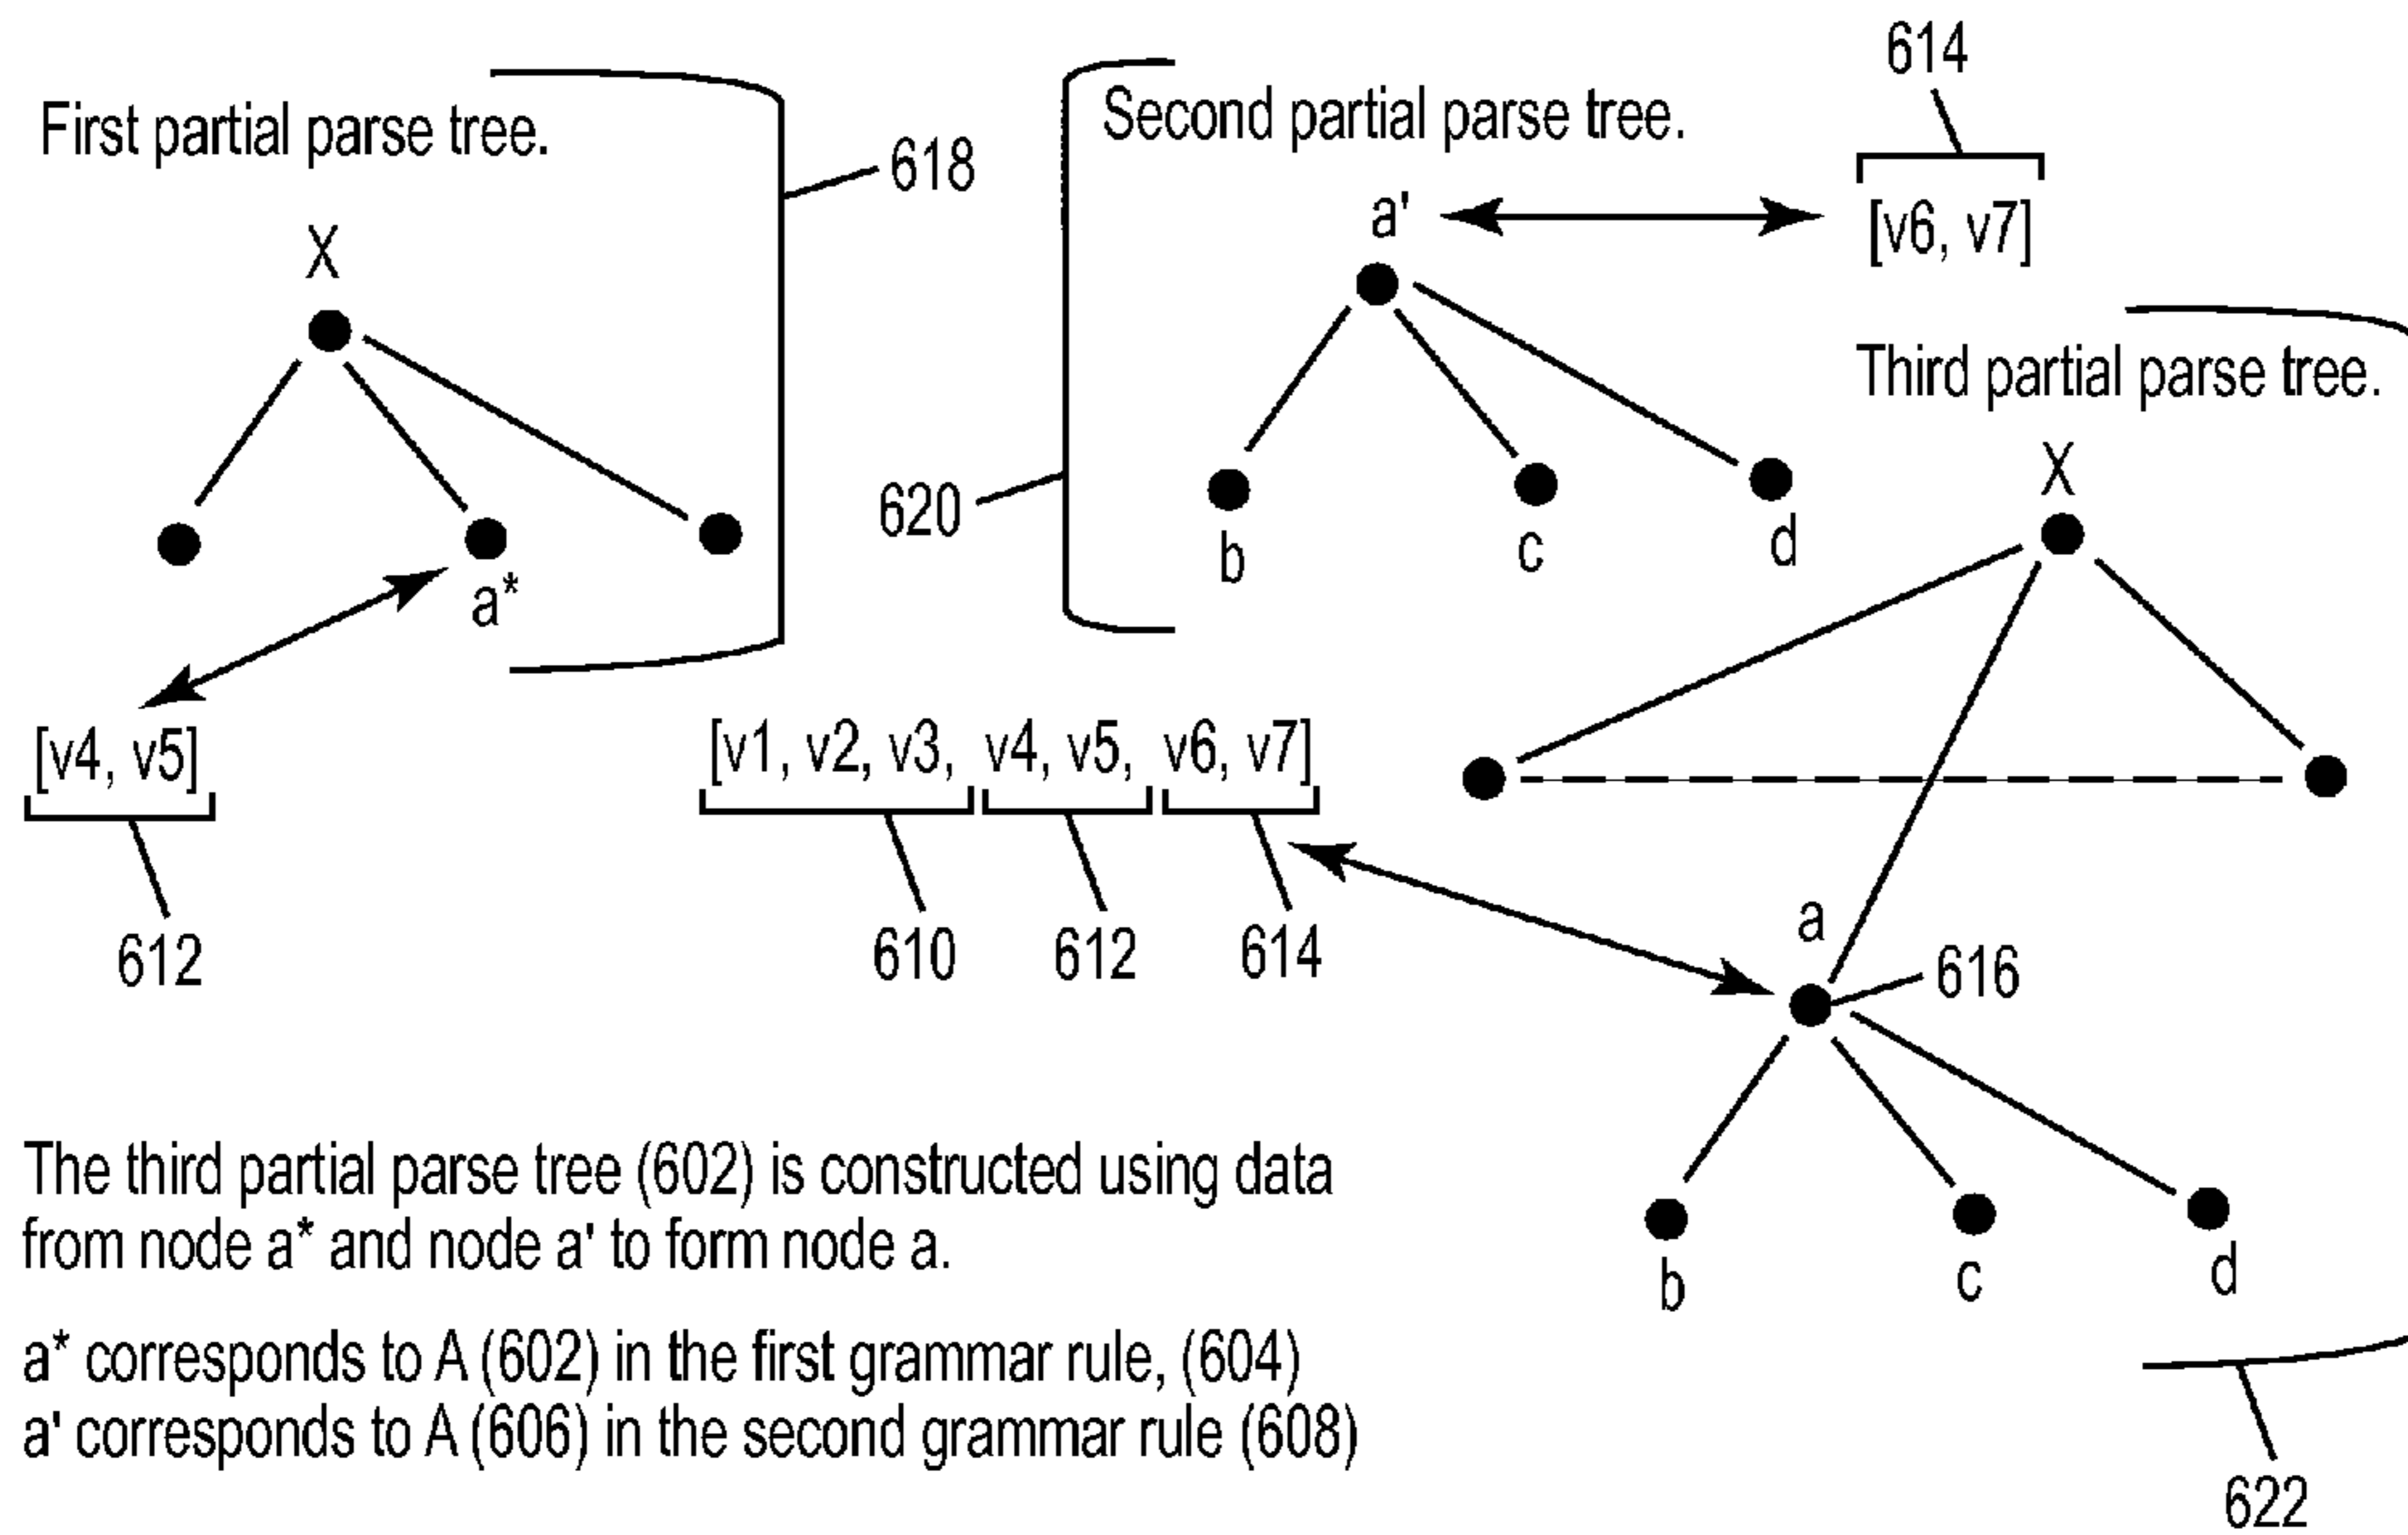 First partial parse tree.
618
X
a*
[v4, v5]
612
Second partial parse tree.
614
a'
[v6, v7]
620
b
c
d
Third partial parse tree.
X
[v1, v2, v3, v4, v5, v6, v7]
610
612
614
a
616
b
c
d
622
The third partial parse tree (602) is constructed using data
from node a* and node a' to form node a.
a* corresponds to A (602) in the first grammar rule, (604)
a' corresponds to A (606) in the second grammar rule (608)